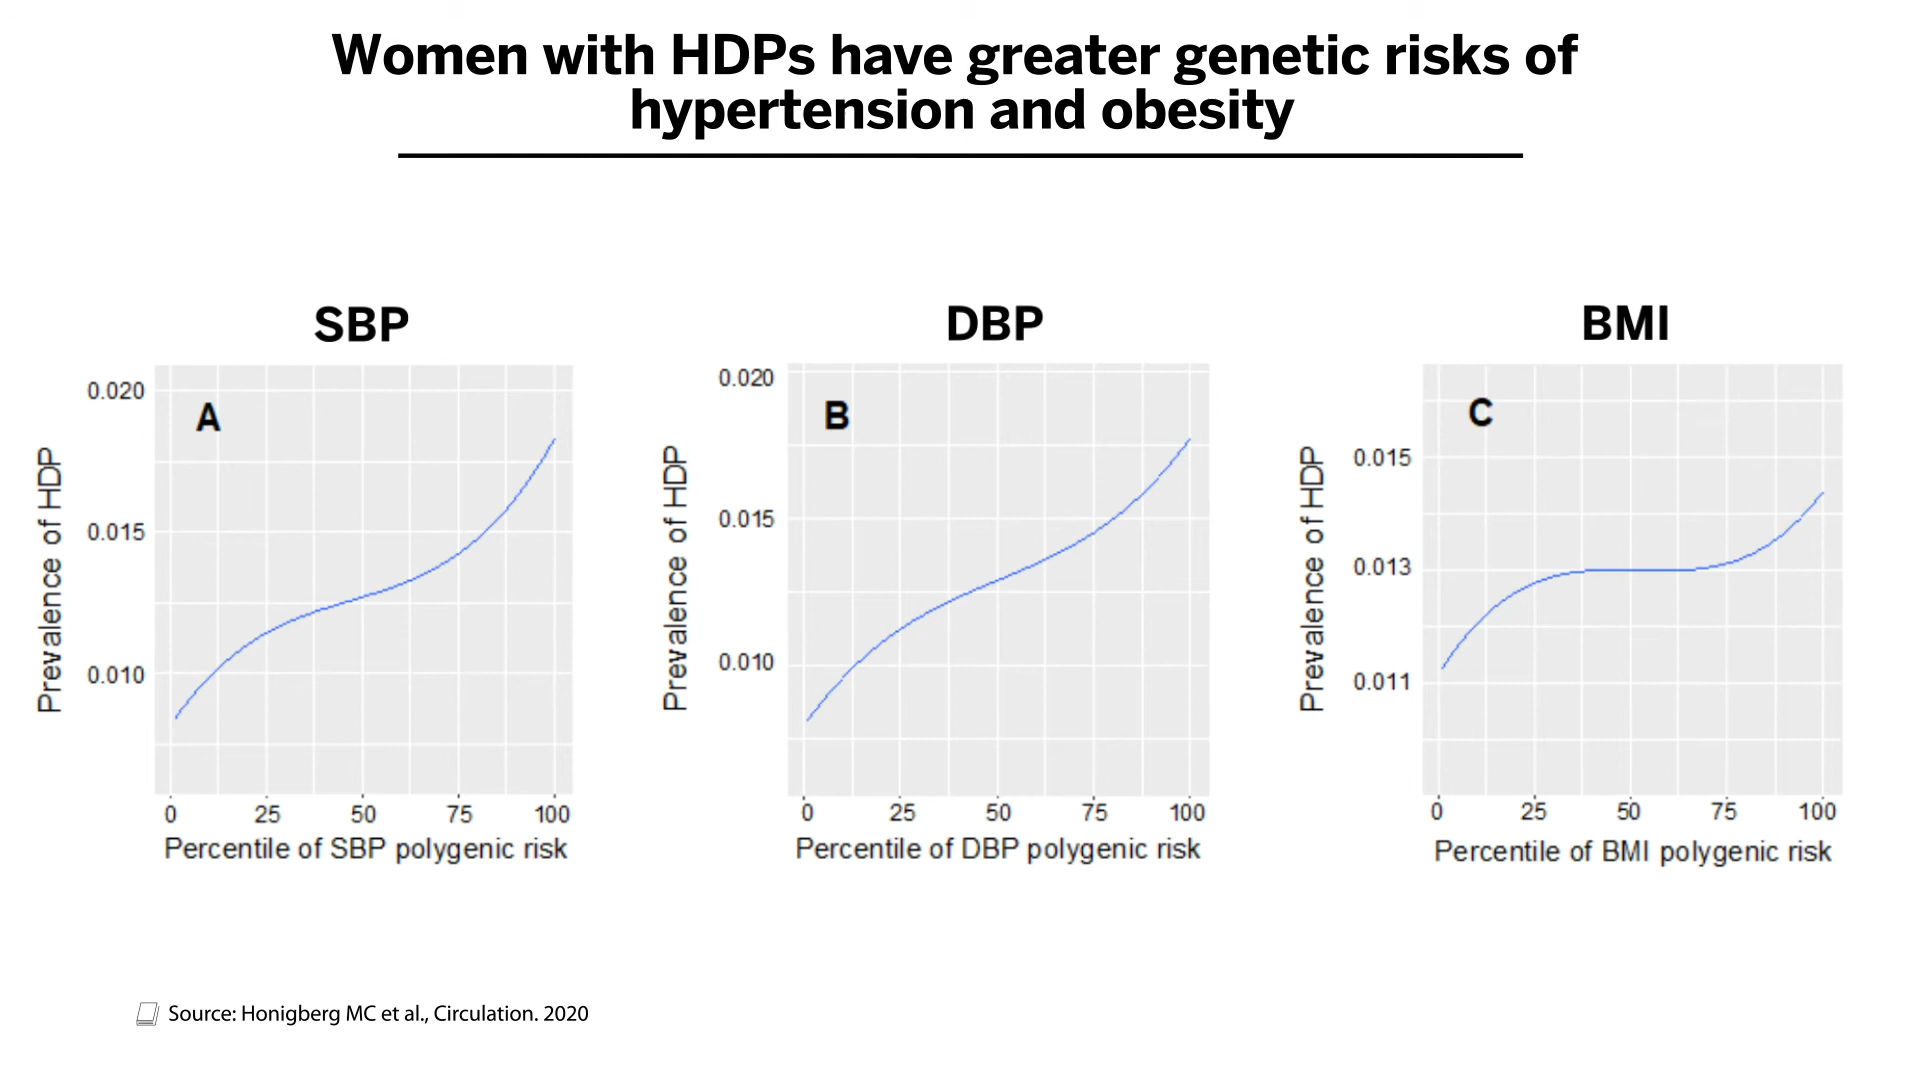 Women with HDPs have greater genetic risks of
hypertension and obesity
SBP
A
Prevalence of HDP
0.020
0.015
0.010
0 25 50 75 100
Percentile of SBP polygenic risk
DBP
B
Prevalence of HDP
0.020
0.015
0.010
0 25 50 75 100
Percentile of DBP polygenic risk
BMI
C
Prevalence of HDP
0.015
0.013
0.011
0 25 50 75 100
Percentile of BMI polygenic risk
Source: Honigberg MC et al., Circulation. 2020